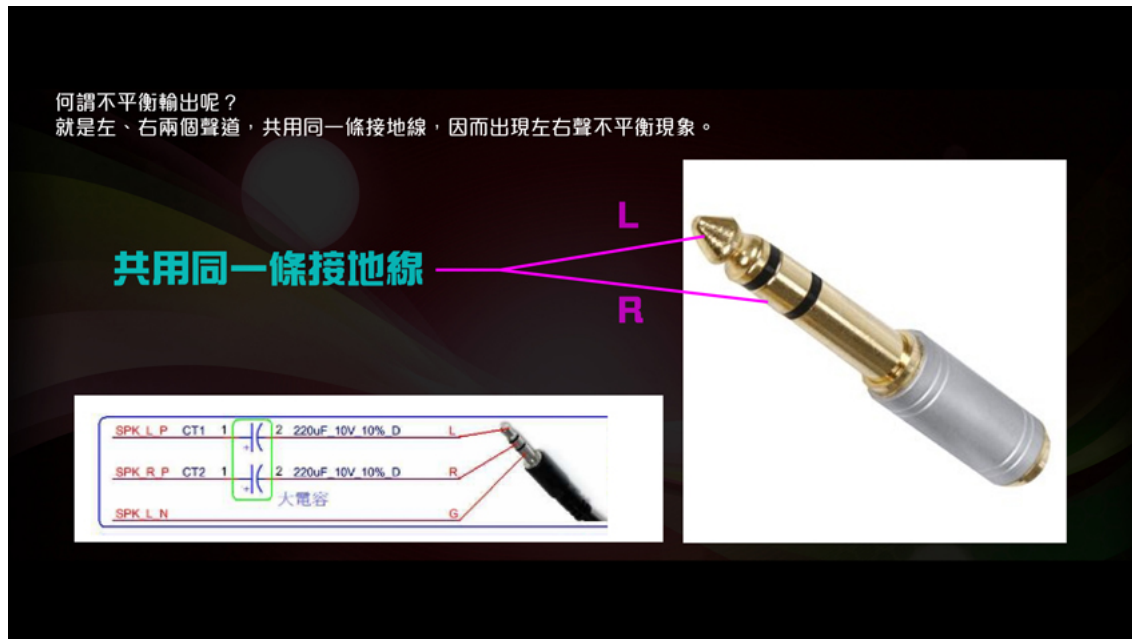 何謂不平衡輸出呢？
就是左、右兩個聲道，共用同一條接地線，因而出現左右聲不平衡現象。
L
共用同一條接地線
R
SPK_L_P CT1 1 2 220uF_10V_10%_D L
+
SPK_R_P CT2 1 2 220uF_10V_10%_D R
+
大電容
SPK_L_N G